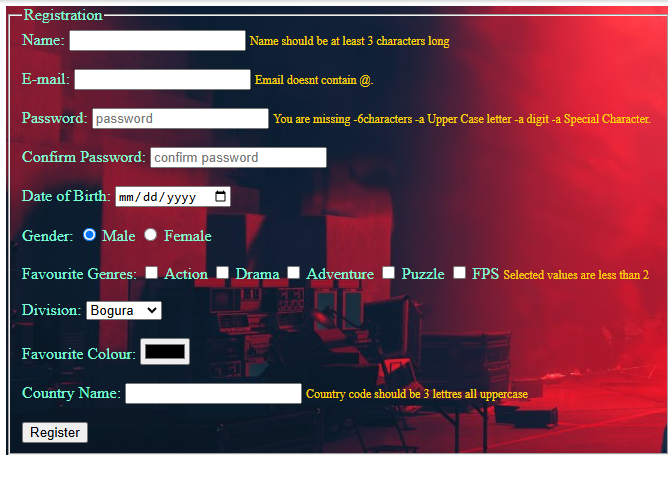 Registration
Name: Name should be at least 3 characters long
E-mail: Email doesnt contain @.
Password: password You are missing -6characters -a Upper Case letter -a digit -a Special Character.
Confirm Password: confirm password
Date of Birth: mm/dd/yyyy
Gender: Male Female
Favourite Genres: Action Drama Adventure Puzzle FPS Selected values are less than 2
Division: Bogura
Favourite Colour:
Country Name: Country code should be 3 lettres all uppercase
Register